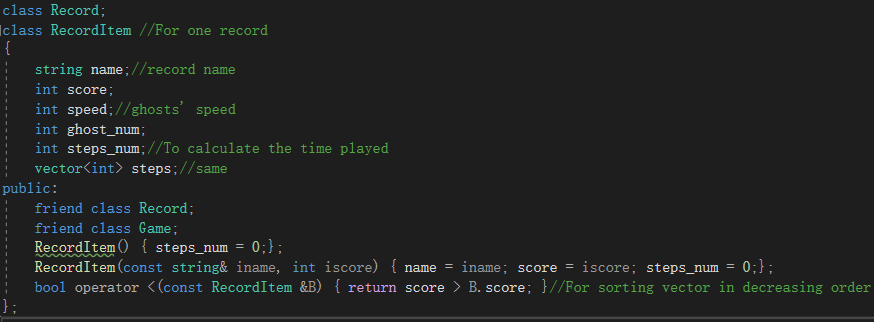 class Record;
class RecordItem //For one record
{
    string name;//record name
    int score;
    int speed;//ghosts' speed
    int ghost_num;
    int steps_num;//To calculate the time played
    vector<int> steps;//same
public:
    friend class Record;
    friend class Game;
    RecordItem() { steps_num = 0;};
    RecordItem(const string& iname, int iscore) { name = iname; score = iscore; steps_num = 0;};
    bool operator <(const RecordItem &B) { return score > B.score; }//For sorting vector in decreasing order
};